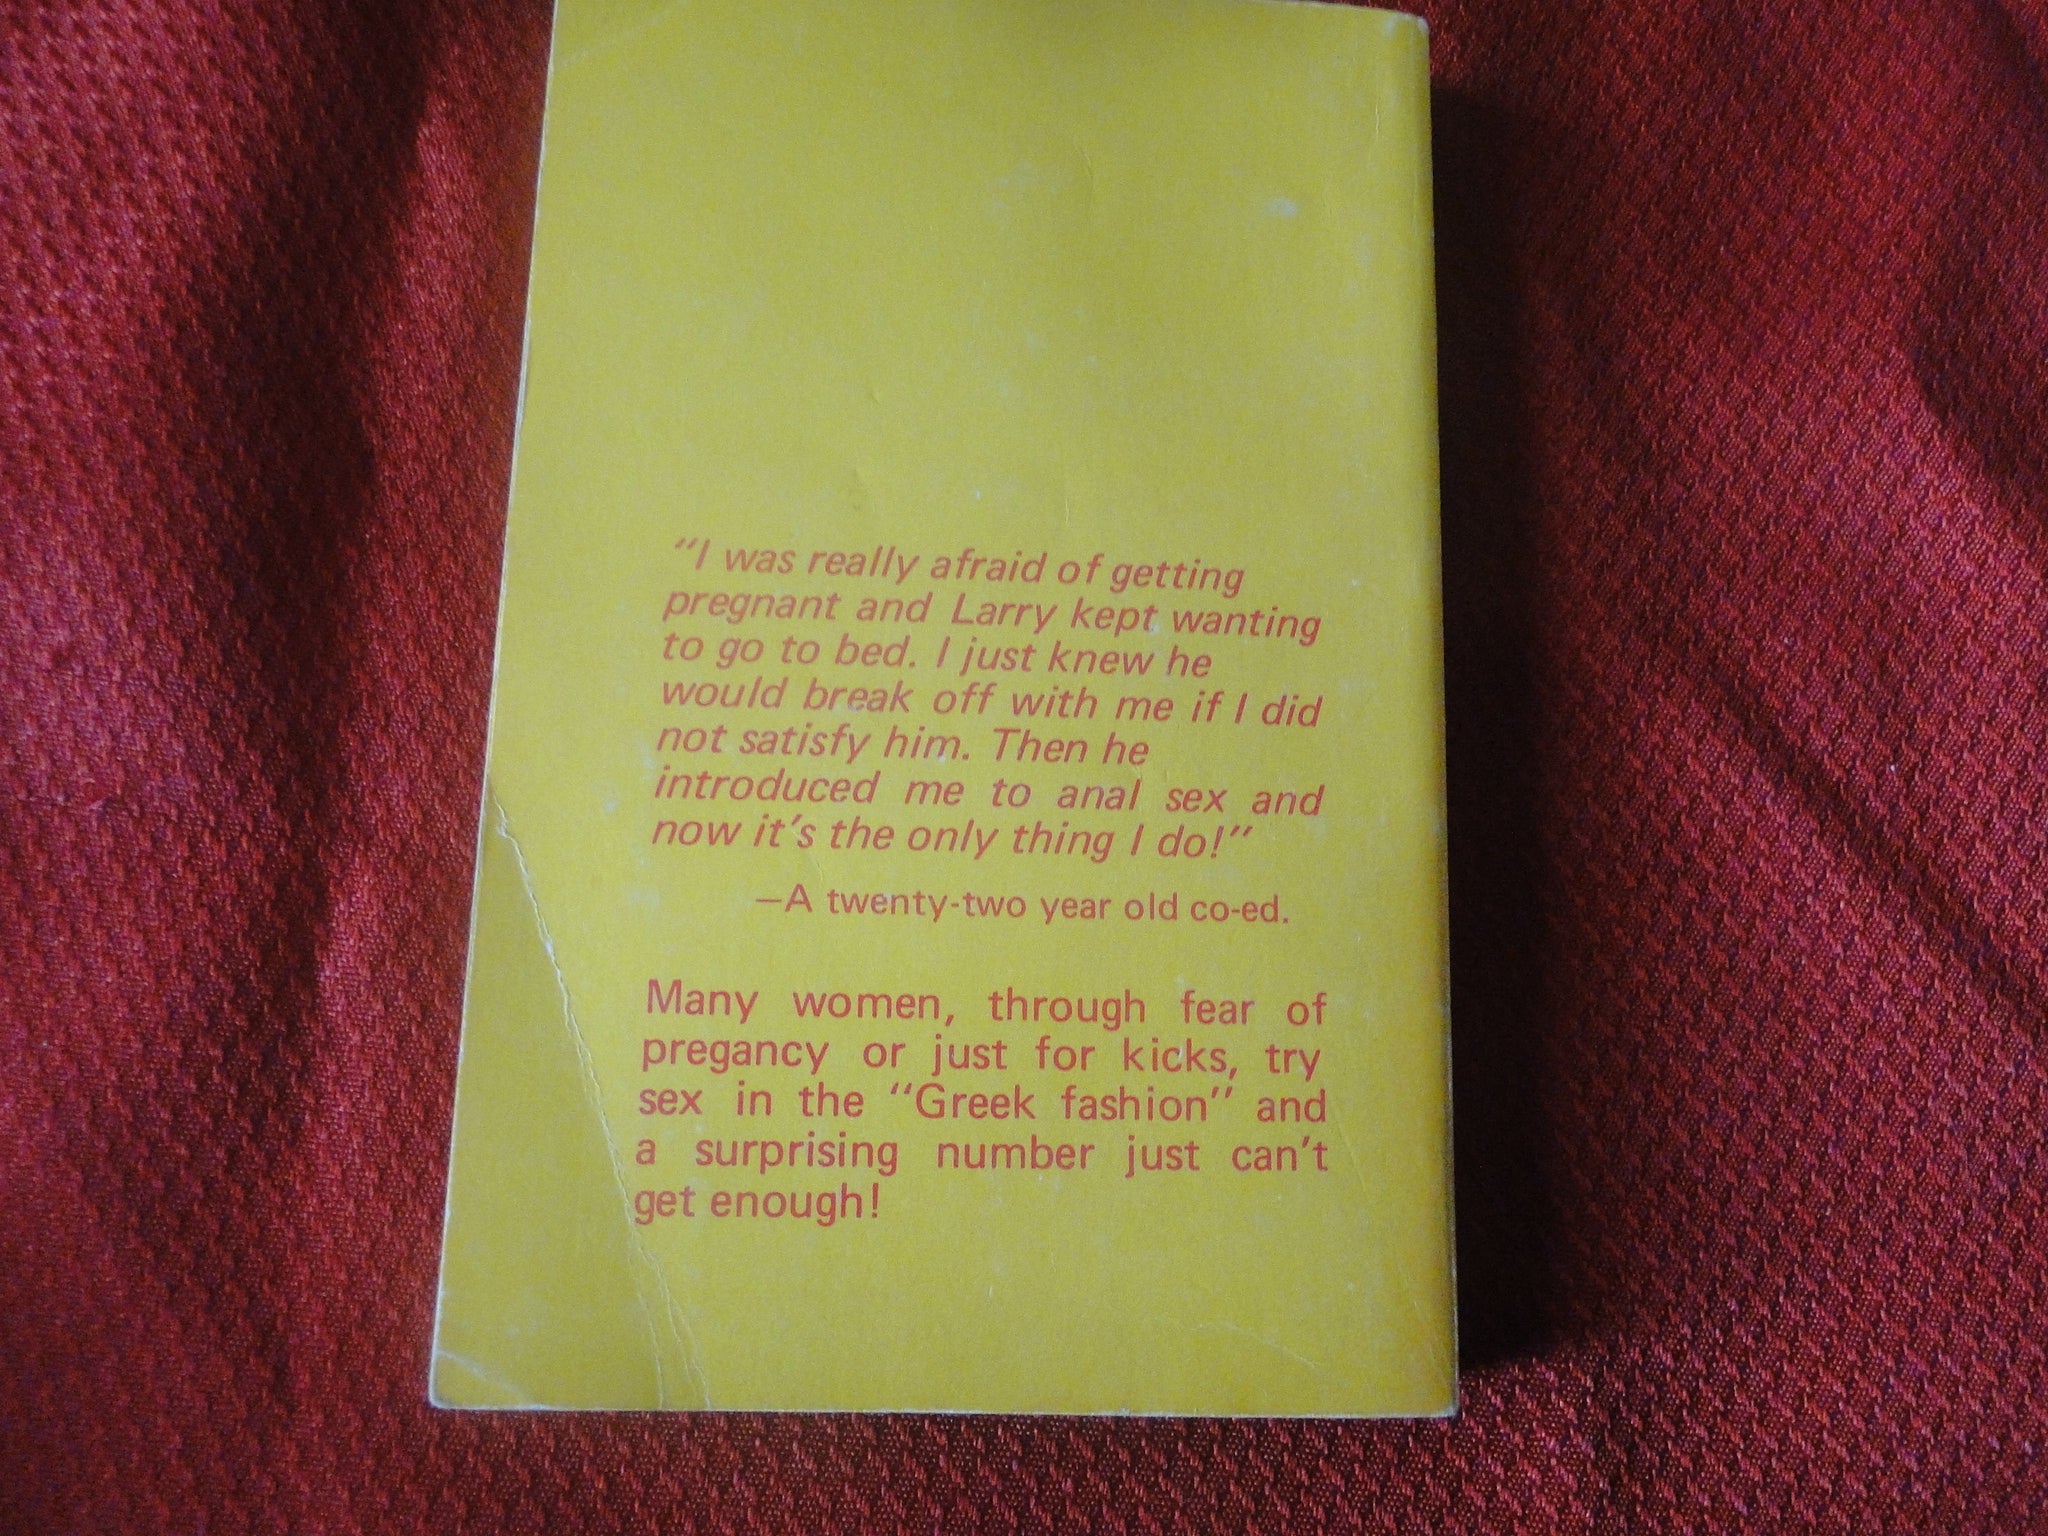 "I was really afraid of getting
pregnant and Larry kept wanting
to go to bed. I just knew he
would break off with me if I did
not satisfy him. Then he
introduced me to anal sex and
now it's the only thing I do!"
—A twenty-two year old co-ed.
Many women, through fear of
pregancy or just for kicks, try
sex in the "Greek fashion" and
a surprising number just can't
get enough!